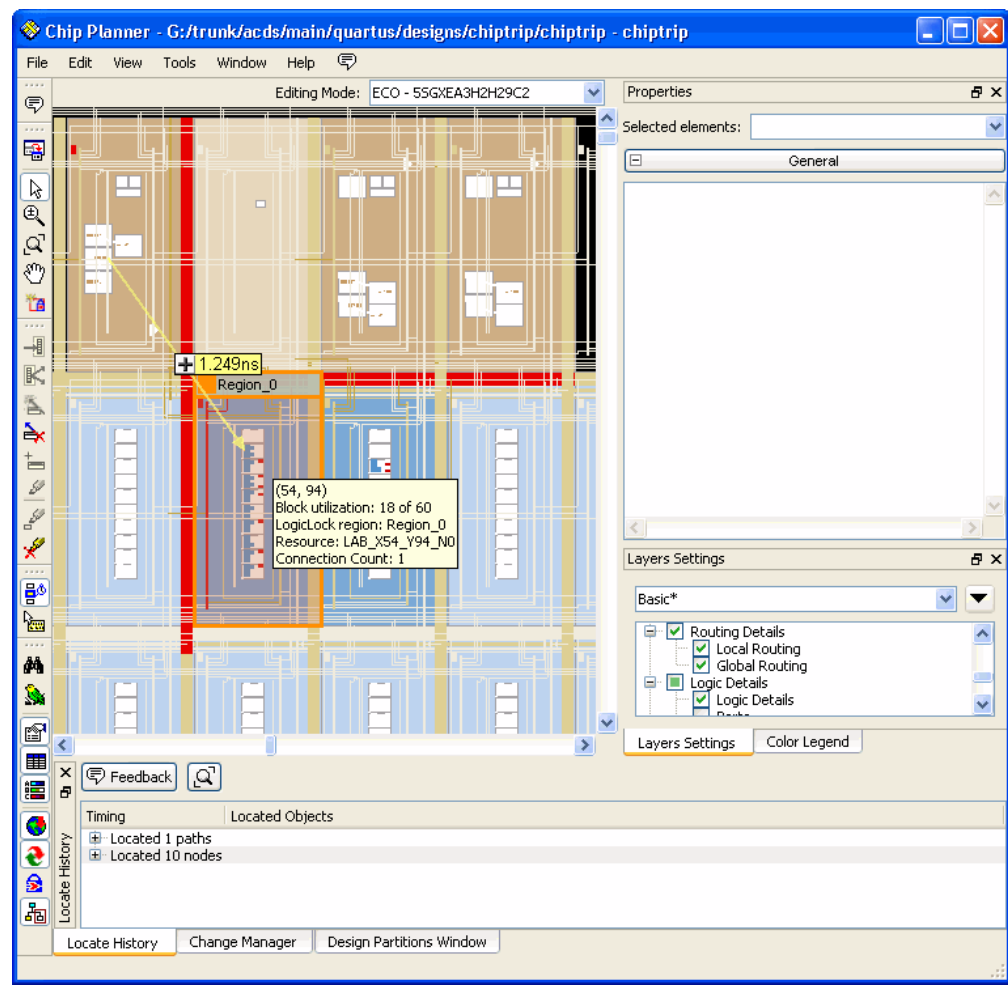 Chip Planner - G:/trunk/acds/main/quartus/designs/chiptrip/chiptrip - chiptrip
File Edit View Tools Window Help
Editing Mode: ECO - 5SGXEA3H2H29C2
Properties
Selected elements:
General
1.249ns
Region_0
(54, 94)
Block utilization: 18 of 60
LogicLock region: Region_0
Resource: LAB_X54_Y94_N0
Connection Count: 1
Layers Settings
Basic*
Routing Details
Local Routing
Global Routing
Logic Details
Logic Details
Layers Settings Color Legend
Feedback
Timing Located Objects
Located 1 paths
Located 10 nodes
Locate History
Locate History Change Manager Design Partitions Window